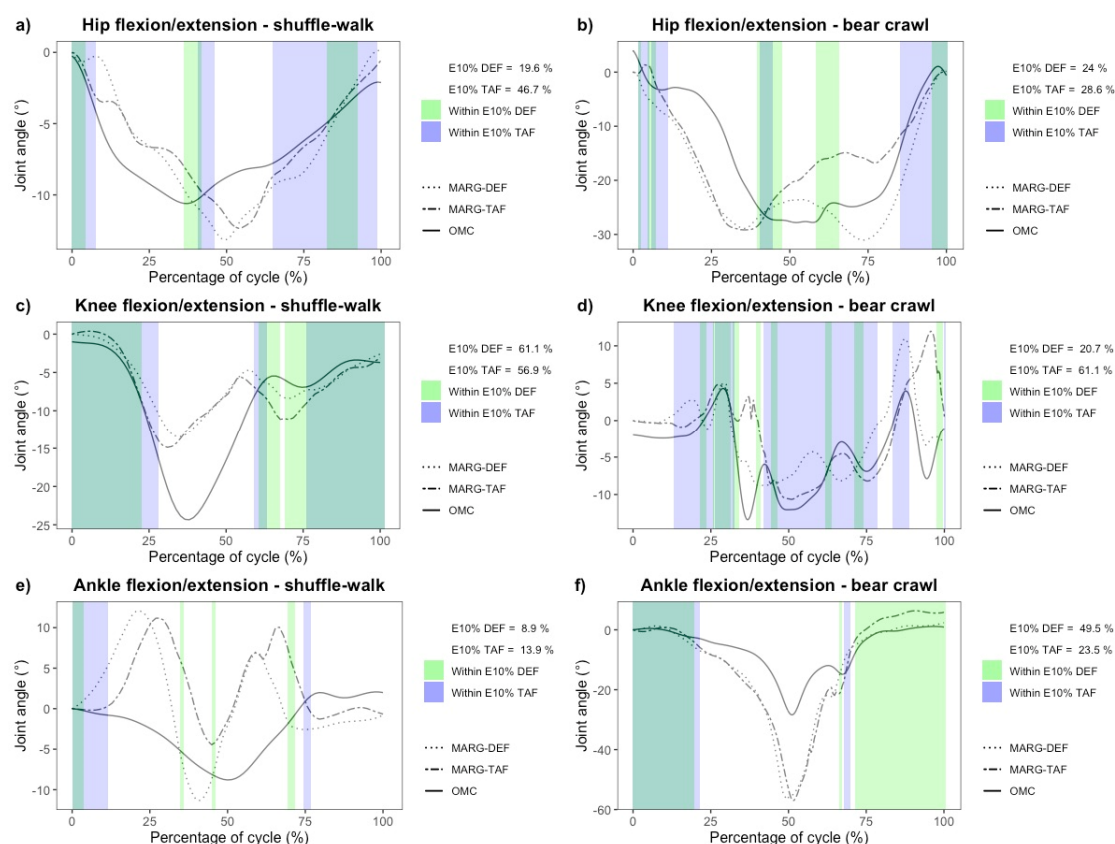 a) Hip flexion/extension - shuffle-walk
Joint angle (°)
0
-5
-10
0 25 50 75 100
Percentage of cycle (%)
E10% DEF = 19.6 %
E10% TAF = 46.7 %
Within E10% DEF
Within E10% TAF
MARG-DEF
MARG-TAF
OMC
b) Hip flexion/extension - bear crawl
Joint angle (°)
0
-10
-20
-30
0 25 50 75 100
Percentage of cycle (%)
E10% DEF = 24 %
E10% TAF = 28.6 %
Within E10% DEF
Within E10% TAF
MARG-DEF
MARG-TAF
OMC
c) Knee flexion/extension - shuffle-walk
Joint angle (°)
0
-5
-10
-15
-20
-25
0 25 50 75 100
Percentage of cycle (%)
E10% DEF = 61.1 %
E10% TAF = 56.9 %
Within E10% DEF
Within E10% TAF
MARG-DEF
MARG-TAF
OMC
d) Knee flexion/extension - bear crawl
Joint angle (°)
10
5
0
-5
-10
0 25 50 75 100
Percentage of cycle (%)
E10% DEF = 20.7 %
E10% TAF = 61.1 %
Within E10% DEF
Within E10% TAF
MARG-DEF
MARG-TAF
OMC
e) Ankle flexion/extension - shuffle-walk
Joint angle (°)
10
5
0
-5
-10
0 25 50 75 100
Percentage of cycle (%)
E10% DEF = 8.9 %
E10% TAF = 13.9 %
Within E10% DEF
Within E10% TAF
MARG-DEF
MARG-TAF
OMC
f) Ankle flexion/extension - bear crawl
Joint angle (°)
0
-20
-40
-60
0 25 50 75 100
Percentage of cycle (%)
E10% DEF = 49.5 %
E10% TAF = 23.5 %
Within E10% DEF
Within E10% TAF
MARG-DEF
MARG-TAF
OMC